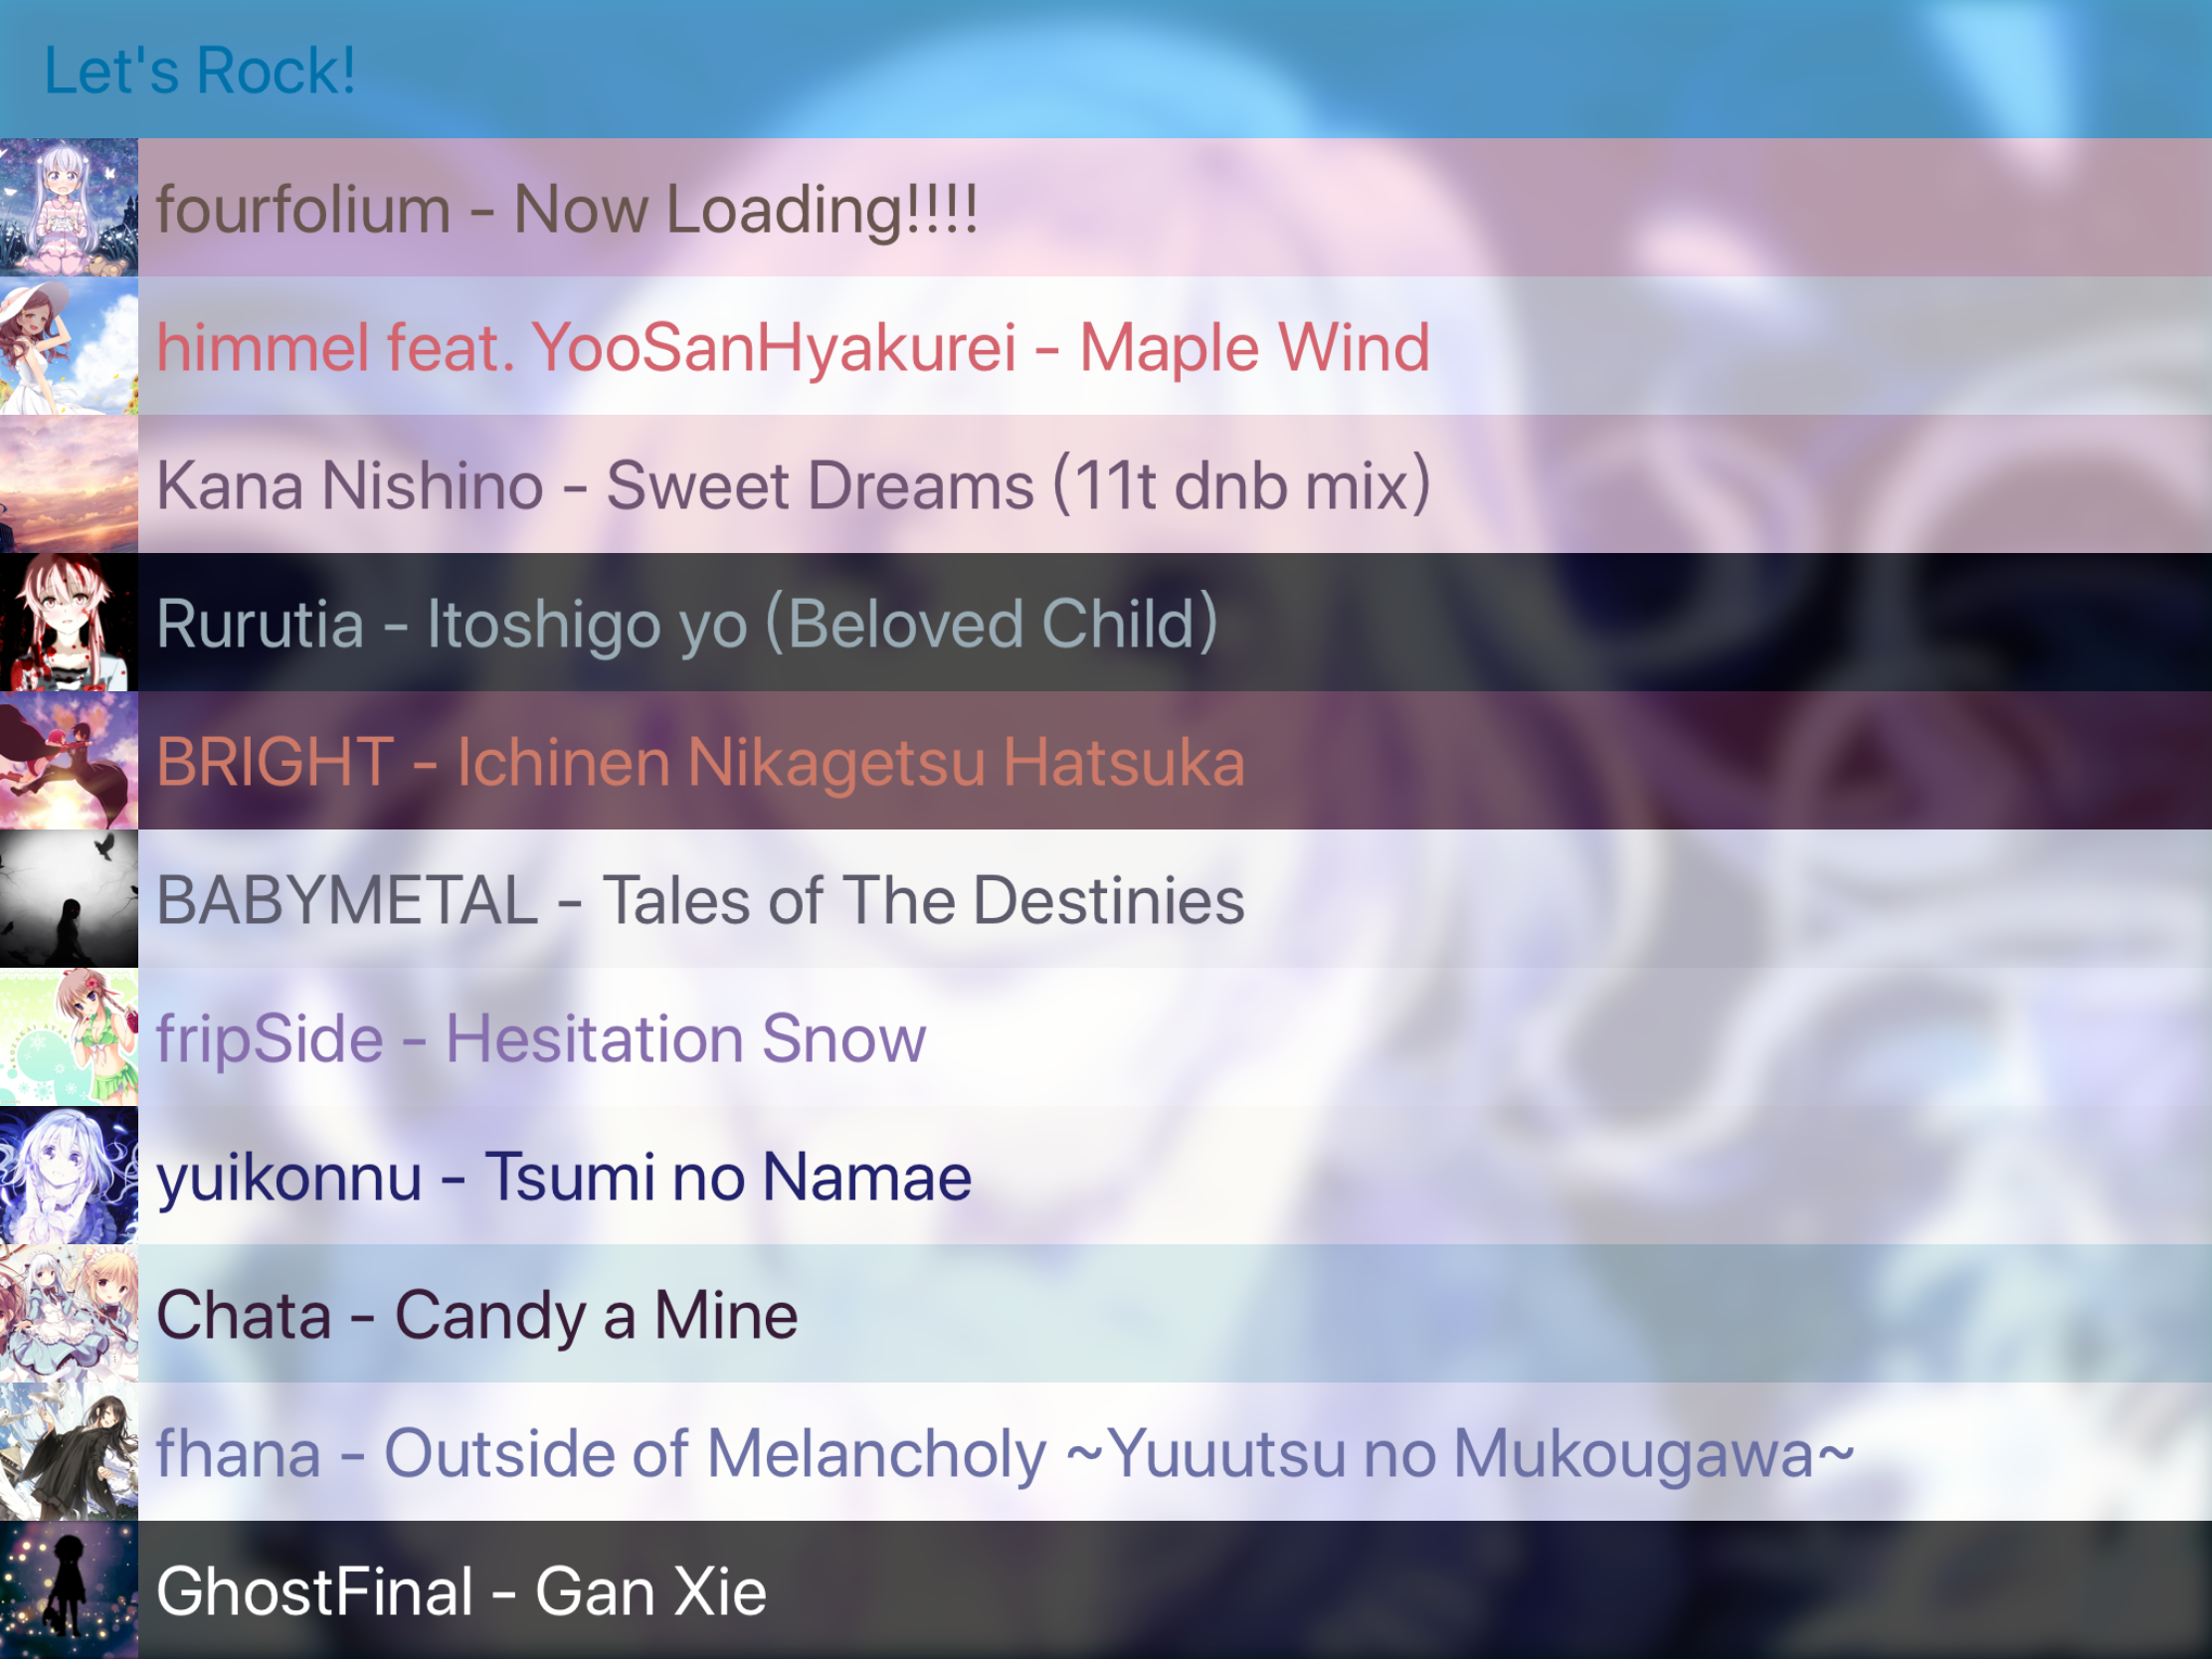 Let's Rock!
fourfolium - Now Loading!!!!
himmel feat. YooSanHyakurei - Maple Wind
Kana Nishino - Sweet Dreams (11t dnb mix)
Rurutia - Itoshigo yo (Beloved Child)
BRIGHT - Ichinen Nikagetsu Hatsuka
BABYMETAL - Tales of The Destinies
fripSide - Hesitation Snow
yuikonnu - Tsumi no Namae
Chata - Candy a Mine
fhana - Outside of Melancholy ~Yuuutsu no Mukougawa~
GhostFinal - Gan Xie